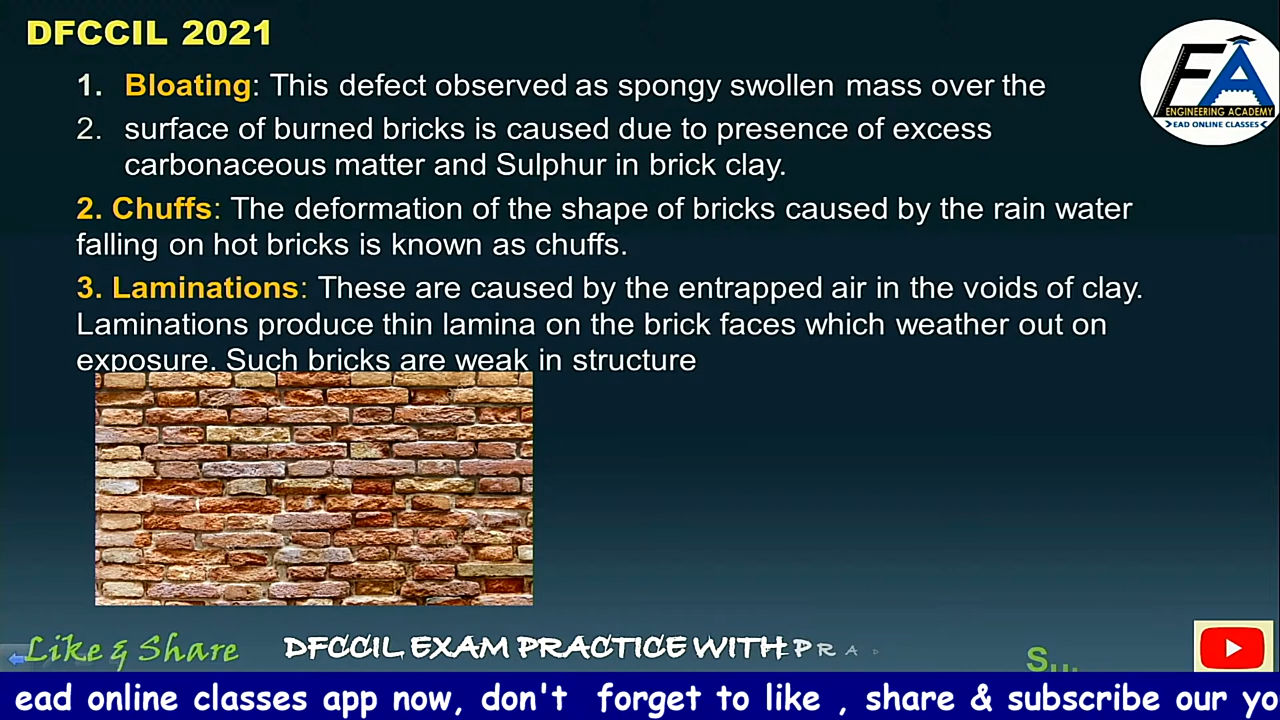 DFCCIL 2021
1. Bloating: This defect observed as spongy swollen mass over the
2. surface of burned bricks is caused due to presence of excess
carbonaceous matter and Sulphur in brick clay.
2. Chuffs: The deformation of the shape of bricks caused by the rain water
falling on hot bricks is known as chuffs.
3. Laminations: These are caused by the entrapped air in the voids of clay.
Laminations produce thin lamina on the brick faces which weather out on
exposure. Such bricks are weak in structure
EA
ENGINEERING ACADEMY
EAD ONLINE CLASSES
Like & Share
DFCCIL EXAM PRACTICE WITH PRAD
ead online classes app now, don't forget to like , share & subscribe our yo